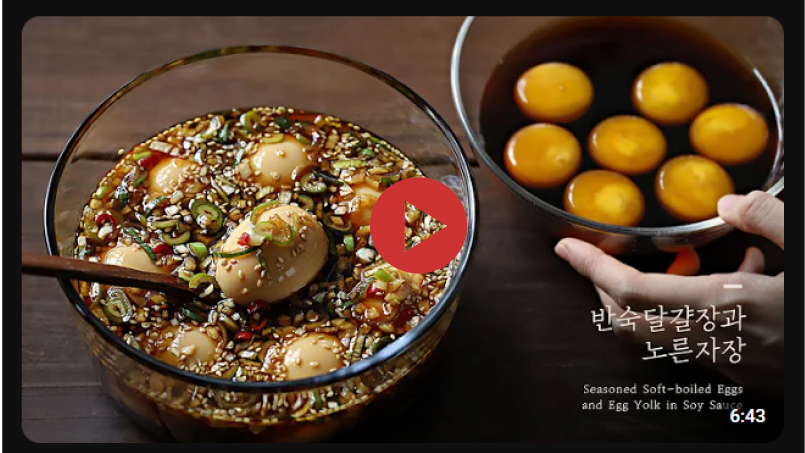 반숙달걀장과
노른자장
Seasoned Soft-boiled Eggs
and Egg Yolk in Soy Sauce
6:43